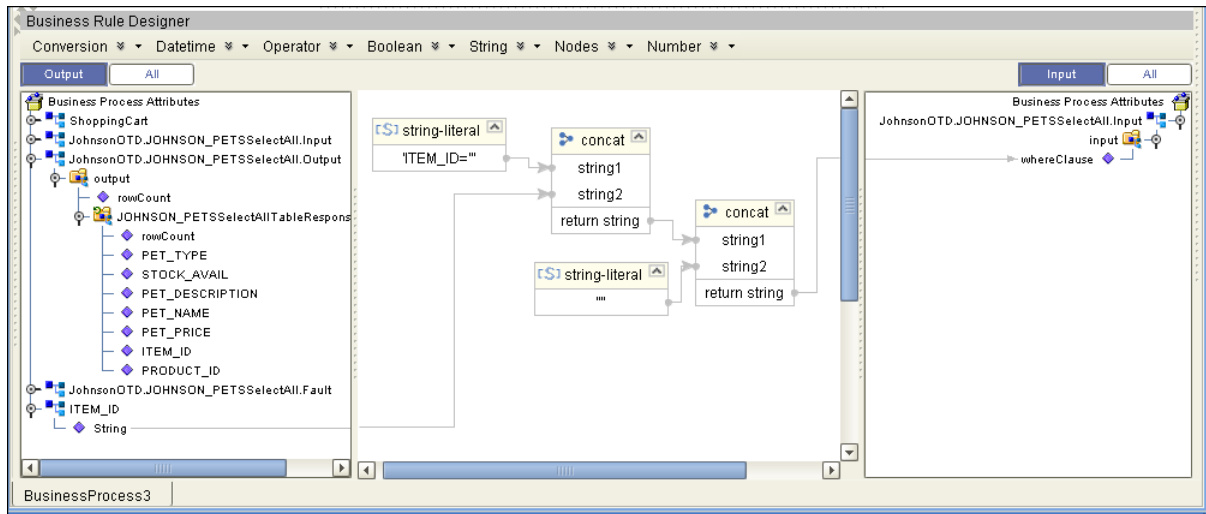 Business Rule Designer
Conversion Datetime Operator Boolean String Nodes Number
Output All Input All
Business Process Attributes
ShoppingCart
JohnsonOTD.JOHNSON_PETSSelectAll.Input
JohnsonOTD.JOHNSON_PETSSelectAll.Output
output
rowCount
JOHNSON_PETSSelectAllTableRespons
rowCount
PET_TYPE
STOCK_AVAIL
PET_DESCRIPTION
PET_NAME
PET_PRICE
ITEM_ID
PRODUCT_ID
JohnsonOTD.JOHNSON_PETSSelectAll.Fault
ITEM_ID
String
[S] string-literal
'ITEM_ID="'
concat
string1
string2
return string
[S] string-literal
'"'
concat
string1
string2
return string
Business Process Attributes
JohnsonOTD.JOHNSON_PETSSelectAll.Input
input
whereClause
BusinessProcess3